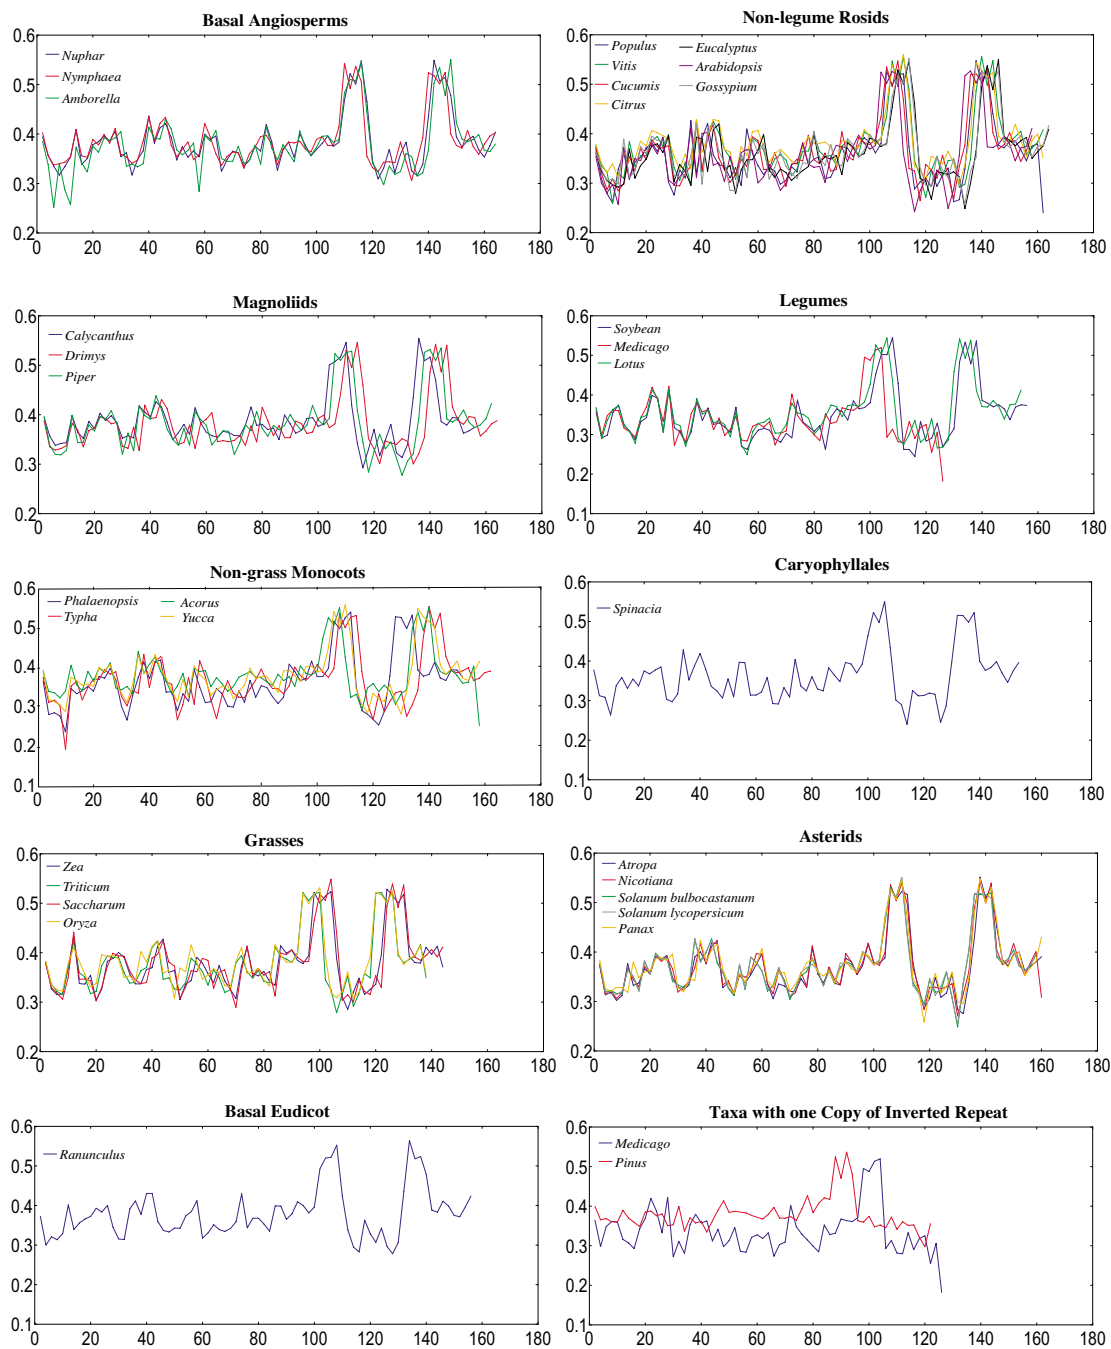 Basal Angiosperms
Nuphar
Nymphaea
Amborella
0.6
0.5
0.4
0.3
0.2
0 20 40 60 80 100 120 140 160 180
Non-legume Rosids
Populus Eucalyptus
Vitis Arabidopsis
Cucumis Gossypium
Citrus
0.6
0.5
0.4
0.3
0.2
0 20 40 60 80 100 120 140 160 180
Magnoliids
Calycanthus
Drimys
Piper
0.6
0.5
0.4
0.3
0.2
0 20 40 60 80 100 120 140 160 180
Legumes
Soybean
Medicago
Lotus
0.6
0.5
0.4
0.3
0.2
0.1
0 20 40 60 80 100 120 140 160 180
Non-grass Monocots
Phalaenopsis Acorus
Typha Yucca
0.6
0.5
0.4
0.3
0.2
0.1
0 20 40 60 80 100 120 140 160 180
Caryophyllales
Spinacia
0.6
0.5
0.4
0.3
0.2
0.1
0 20 40 60 80 100 120 140 160 180
Grasses
Zea
Triticum
Saccharum
Oryza
0.6
0.5
0.4
0.3
0.2
0 20 40 60 80 100 120 140 160 180
Asterids
Atropa
Nicotiana
Solanum bulbocastanum
Solanum lycopersicum
Panax
0.6
0.5
0.4
0.3
0.2
0 20 40 60 80 100 120 140 160 180
Basal Eudicot
Ranunculus
0.6
0.5
0.4
0.3
0.2
0.1
0 20 40 60 80 100 120 140 160 180
Taxa with one Copy of Inverted Repeat
Medicago
Pinus
0.6
0.5
0.4
0.3
0.2
0.1
0 20 40 60 80 100 120 140 160 180